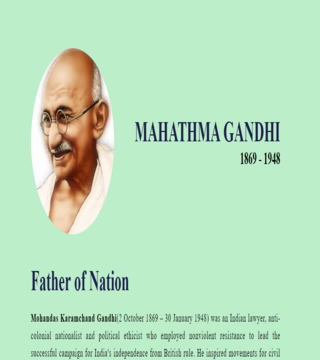 MAHATHMA GANDHI
1869 - 1948
Father of Nation
Mohandas Karamchand Gandhi(2 October 1869 – 30 January 1948) was an Indian lawyer, anti-
colonial nationalist and political ethicist who employed nonviolent resistance to lead the
successful campaign for India's independence from British rule. He inspired movements for civil